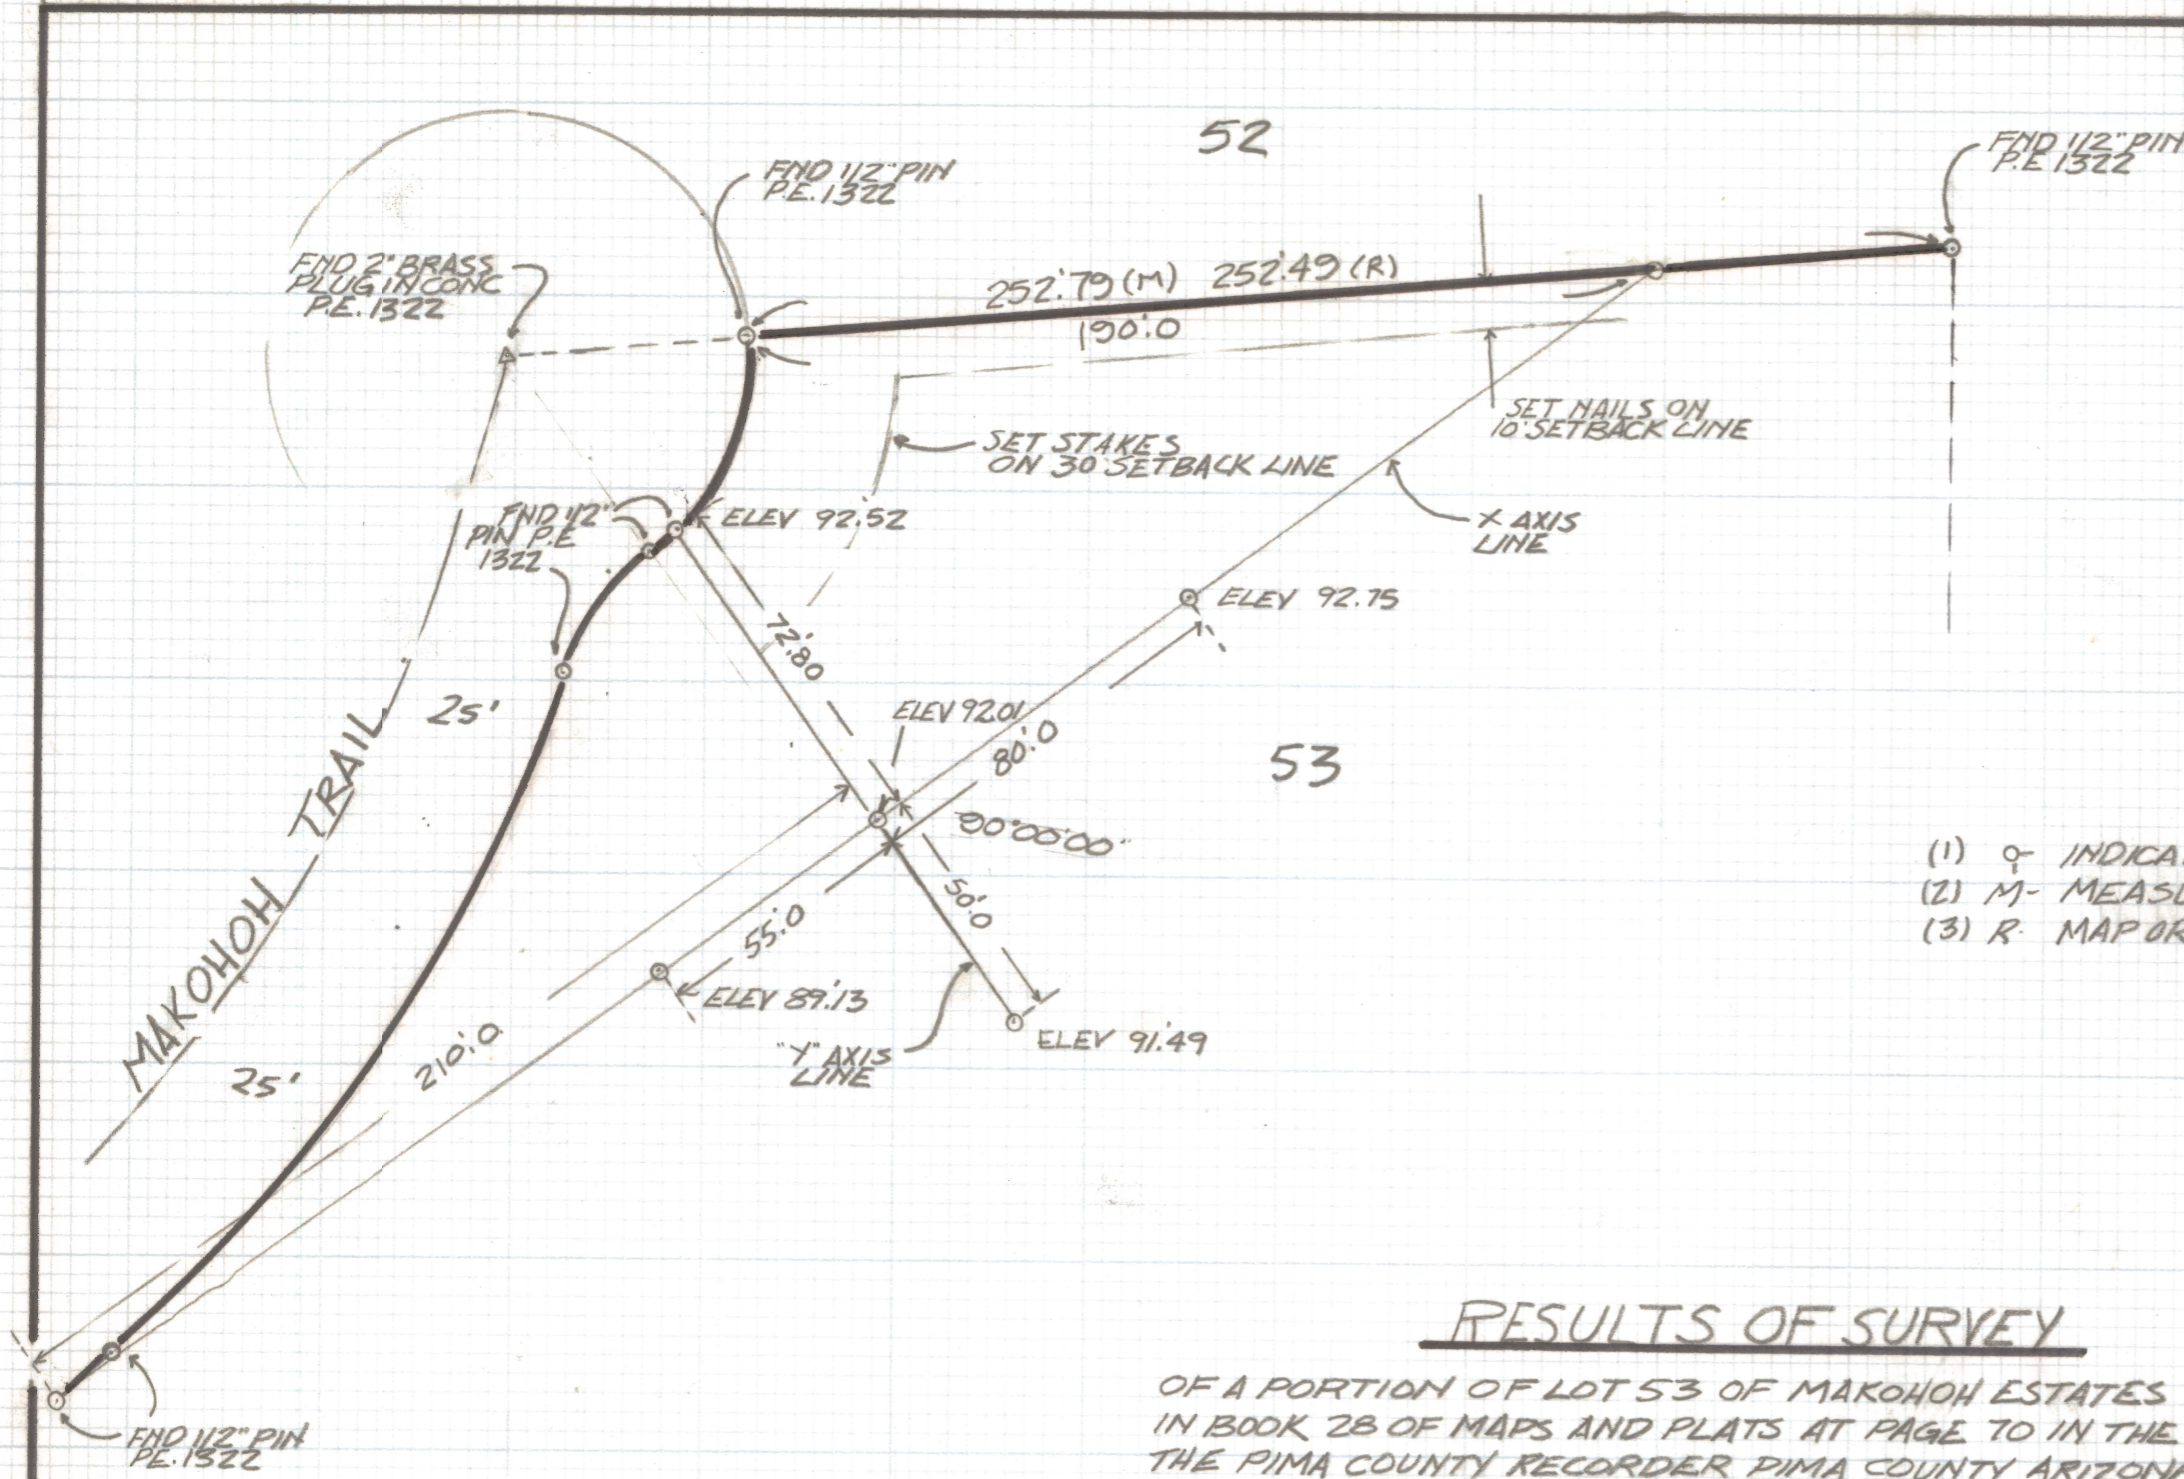 52
FND 1/2" PIN
P.E. 1322
FND 1/2" PIN
P.E 1322
FND 2" BRASS
PLUG IN CONC
P.E. 1322
252.'79 (M) 252.'49 (R)
190.'0
SET NAILS ON
10' SETBACK LINE
SET STAKES
ON 30' SETBACK LINE
FND 1/2"
PIN P.E
1322
ELEV 92.'52
X AXIS
LINE
ELEV 92.75
72.'80
25'
ELEV 92.01
80.'0
53
MAKOHOH TRAIL
90°00'00"
(1) INDICA
(2) M- MEASU
(3) R- MAP OR
50.'0
55.'0
ELEV 89.'13
"Y" AXIS
LINE
ELEV 91.'49
210.'0
25'
FND 1/2" PIN
P.E. 1322
RESULTS OF SURVEY
OF A PORTION OF LOT 53 OF MAKOHOH ESTATES
IN BOOK 28 OF MAPS AND PLATS AT PAGE 70 IN THE
THE PIMA COUNTY RECORDER PIMA COUNTY ARIZON